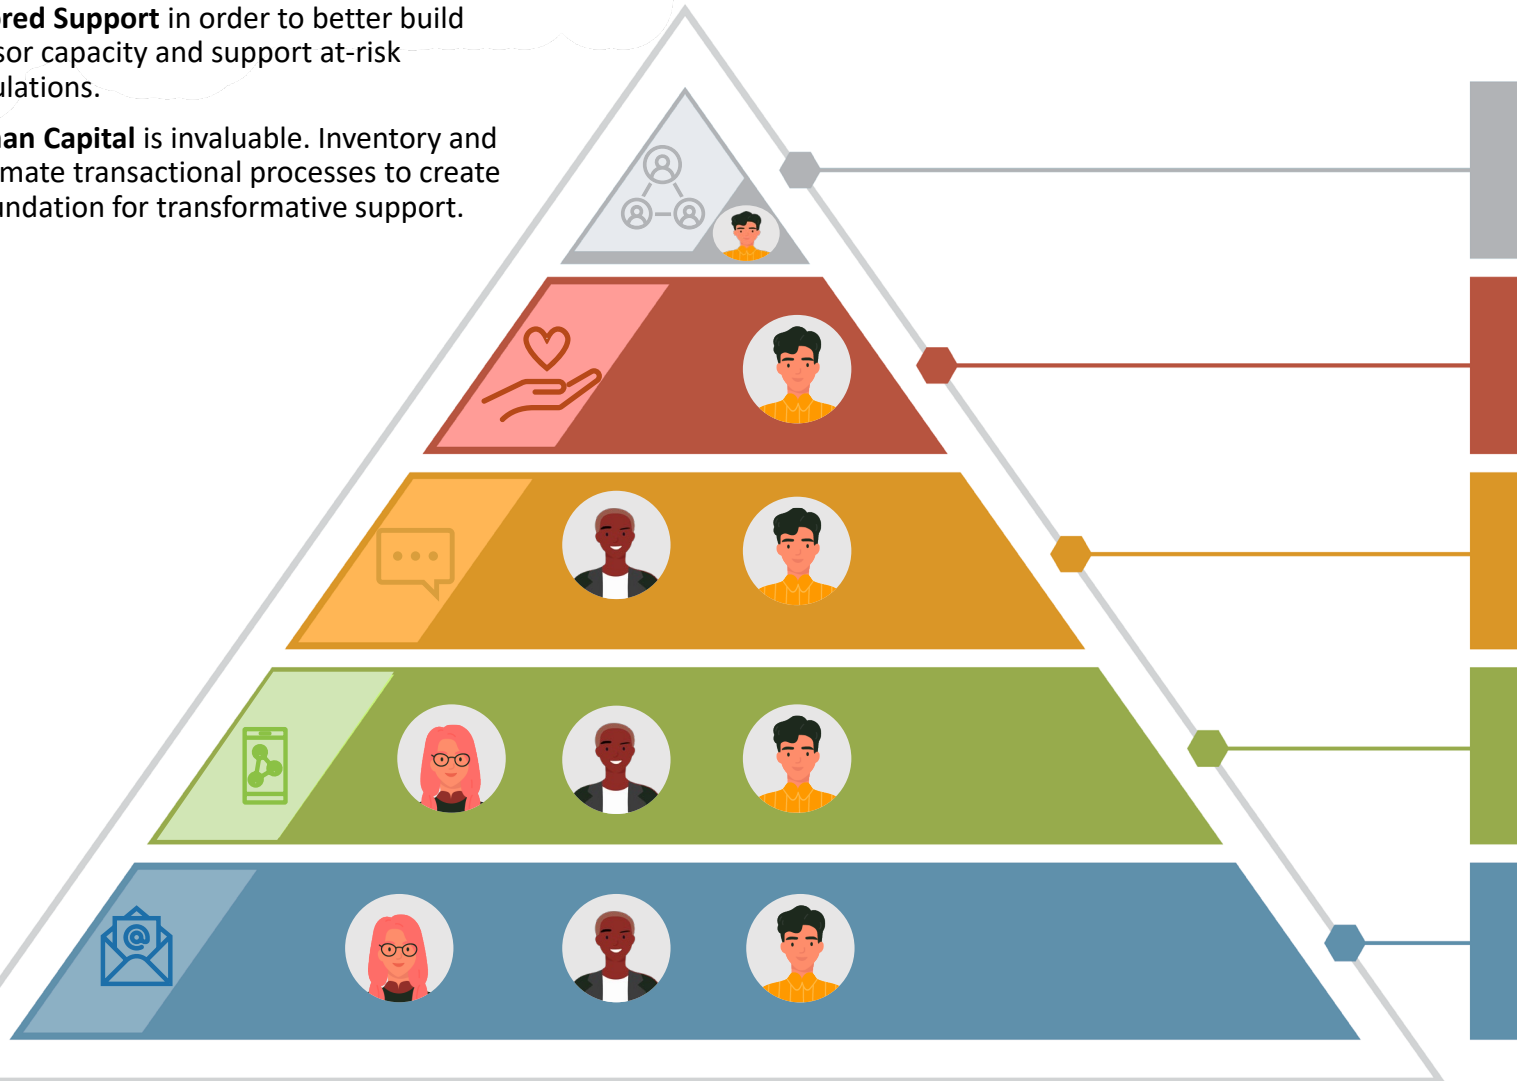 ored Support in order to better build
sor capacity and support at-risk
ulations.
an Capital is invaluable. Inventory and
mate transactional processes to create
undation for transformative support.
@